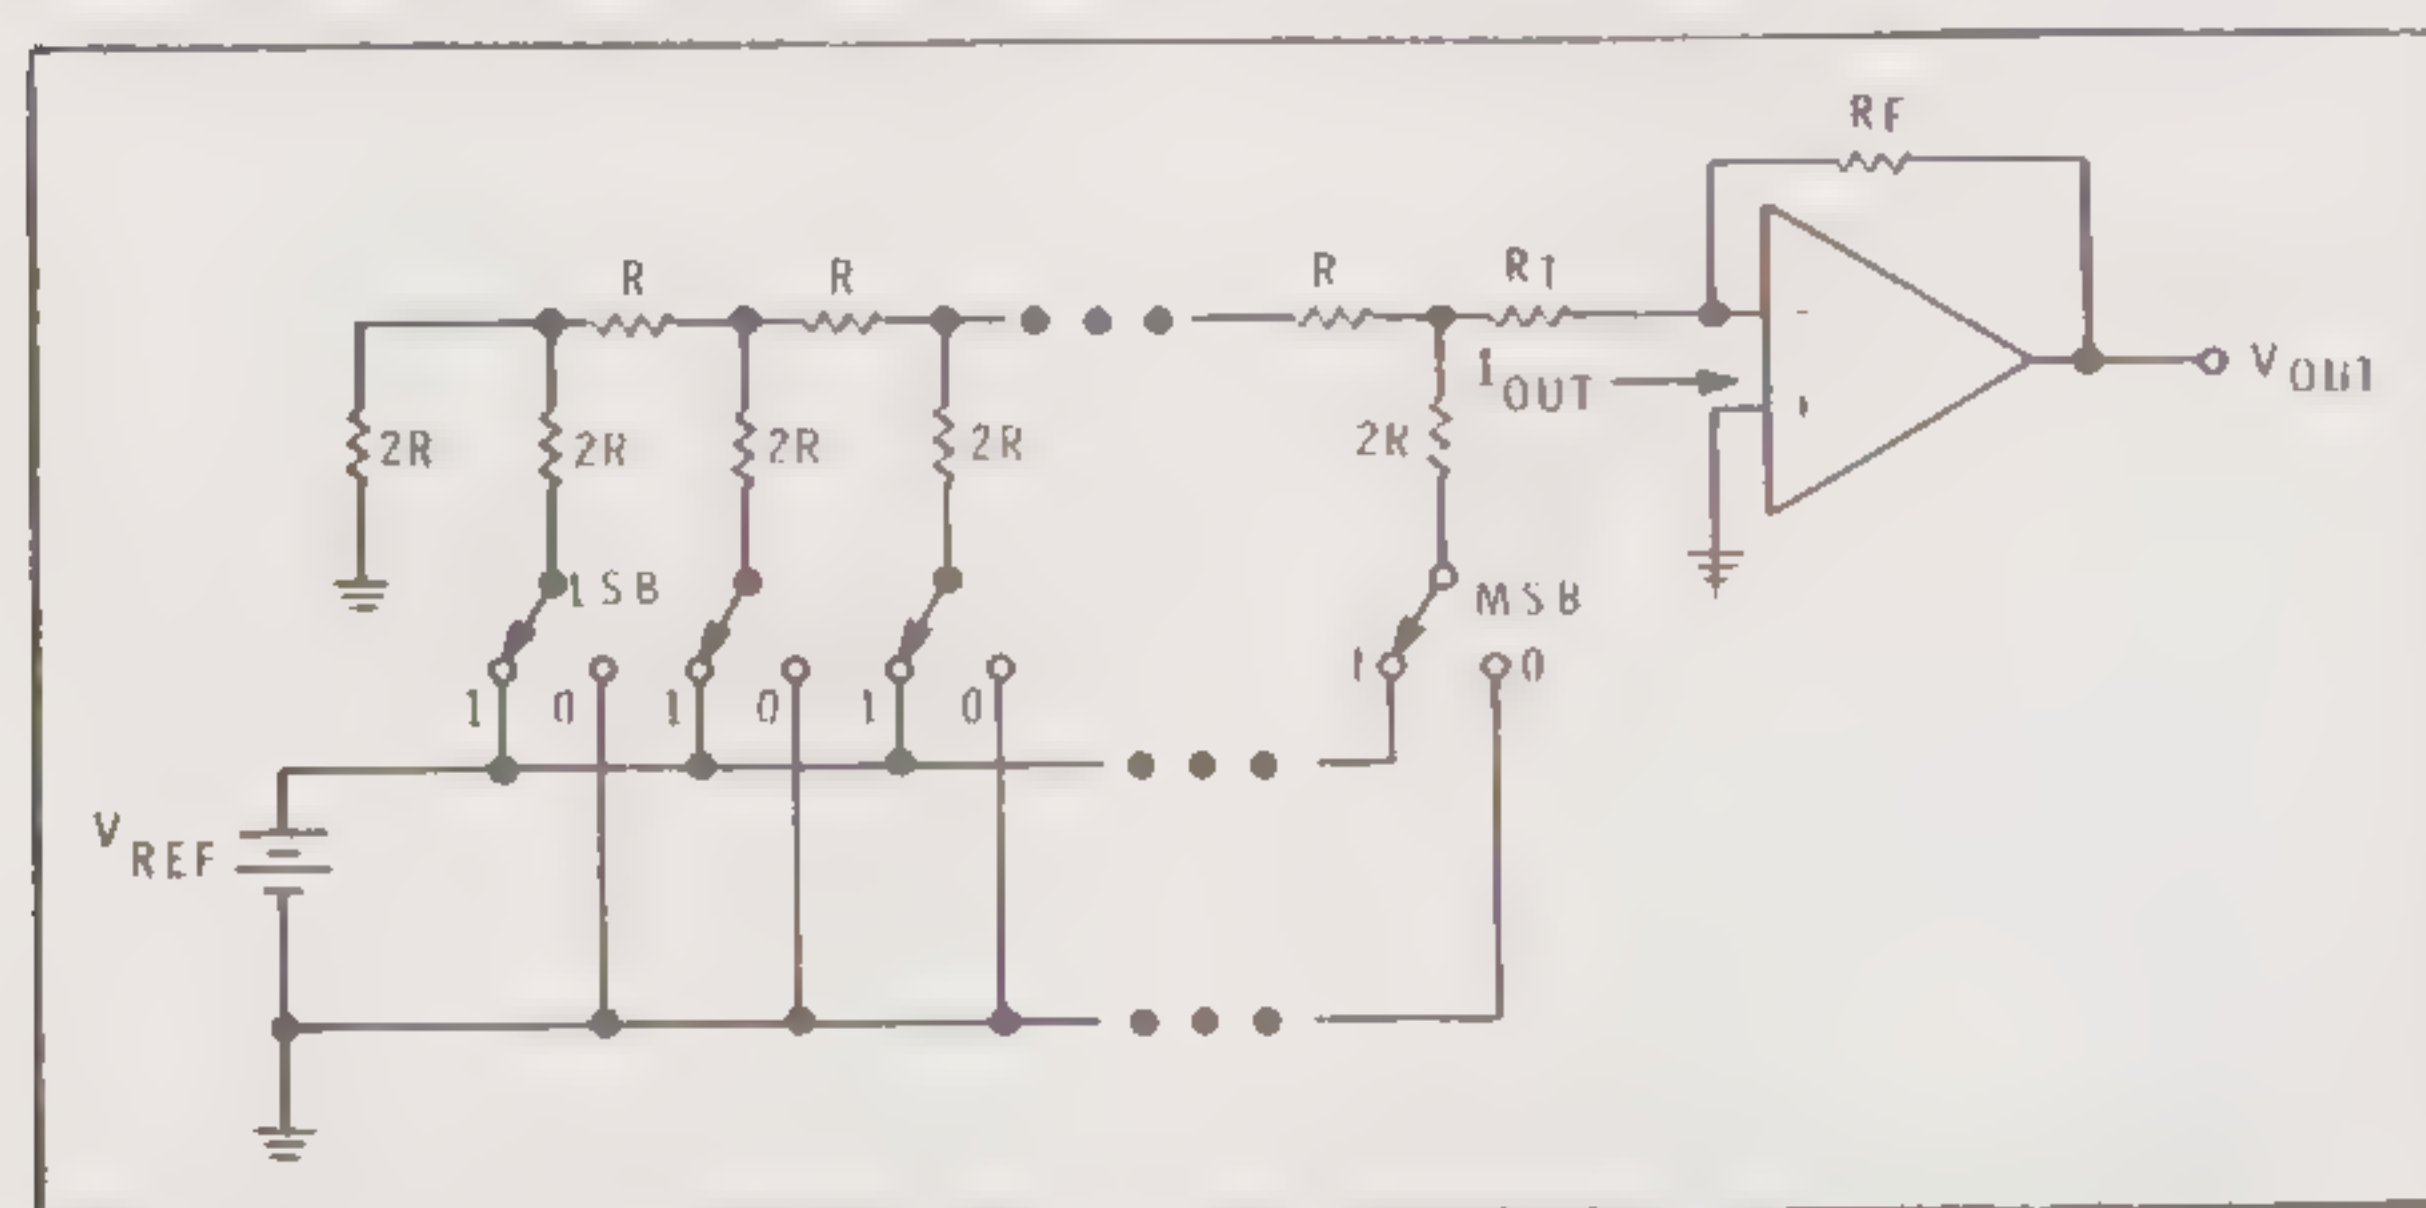 RF
R R R R1
IOUT
VOUT
2R 2R 2R 2R 2R
LSB MSB
1 0 1 0 1 0 1 0
VREF